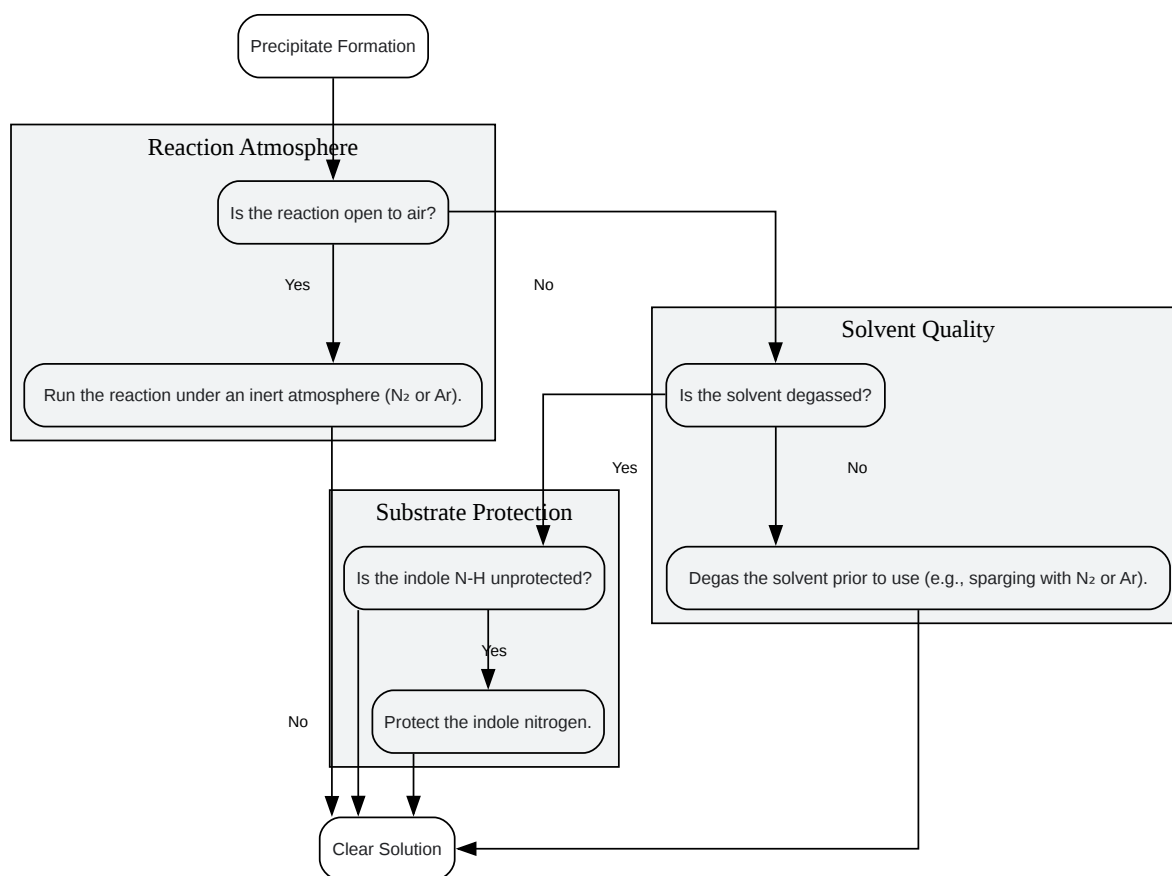 Precipitate Formation
Reaction Atmosphere
Is the reaction open to air?
Yes
No
Solvent Quality
Run the reaction under an inert atmosphere (N₂ or Ar).
Is the solvent degassed?
Yes
No
Substrate Protection
Is the indole N-H unprotected?
Degas the solvent prior to use (e.g., sparging with N₂ or Ar).
Yes
No
Protect the indole nitrogen.
Clear Solution